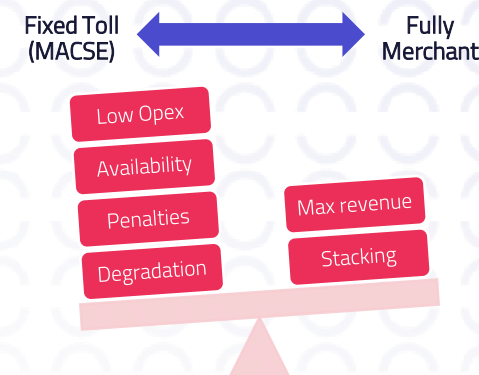 Fixed Toll
(MACSE)
Fully
Merchant
Low Opex
Availability
Penalties
Degradation
Max revenue
Stacking